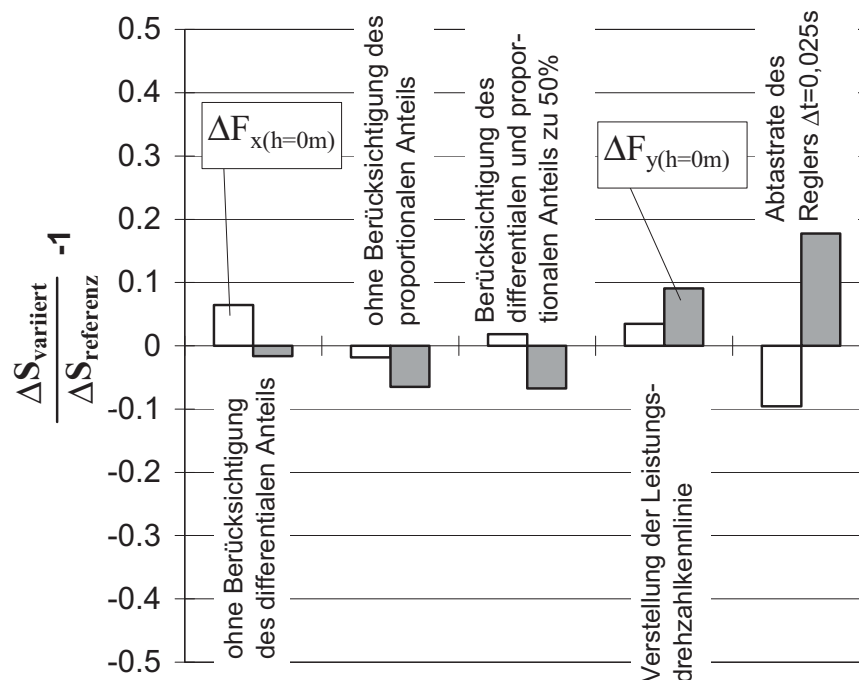 ΔS_variiert
ΔS_referenz
-1
0.5
0.4
0.3
0.2
0.1
0
-0.1
-0.2
-0.3
-0.4
-0.5
ΔF_x(h=0m)
ΔF_y(h=0m)
ohne Berücksichtigung
des differentialen Anteils
ohne Berücksichtigung des
proportionalen Anteils
Berücksichtigung des
differentialen und propor-
tionalen Anteils zu 50%
Verstellung der Leistungs-
drehzahlkennlinie
Abtastrate des
Reglers Δt=0,025s